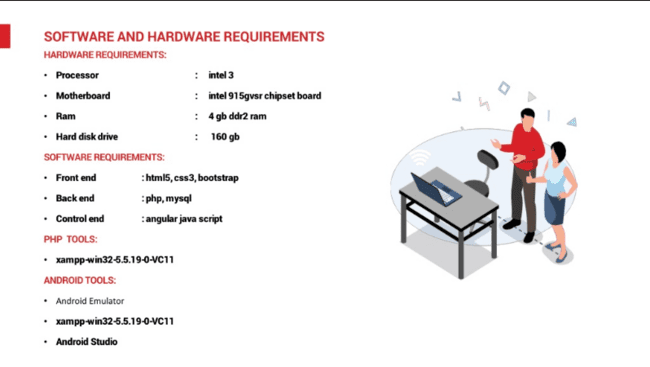 SOFTWARE AND HARDWARE REQUIREMENTS
HARDWARE REQUIREMENTS:
• Processor : intel 3
• Motherboard : intel 915gvsr chipset board
• Ram : 4 gb ddr2 ram
• Hard disk drive : 160 gb
SOFTWARE REQUIREMENTS:
• Front end : html5, css3, bootstrap
• Back end : php, mysql
• Control end : angular java script
PHP TOOLS:
• xampp-win32-5.5.19-0-VC11
ANDROID TOOLS:
• Android Emulator
• xampp-win32-5.5.19-0-VC11
• Android Studio